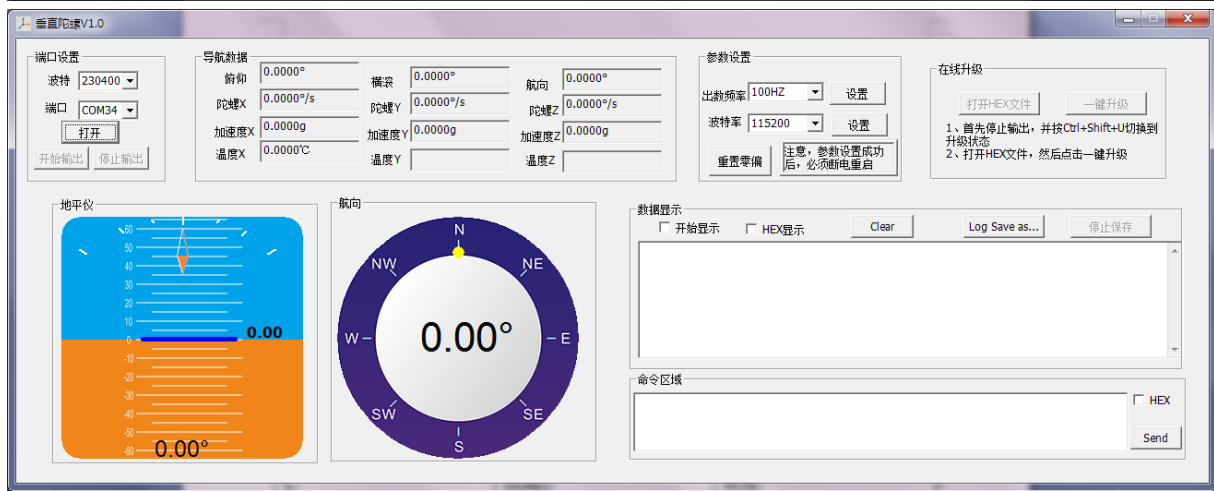 垂直陀螺V1.0
端口设置
波特 230400
端口 COM34
打开
开始输出 停止输出
导航数据
俯仰 0.0000° 横滚 0.0000° 航向 0.0000°
陀螺X 0.0000°/s 陀螺Y 0.0000°/s 陀螺Z 0.0000°/s
加速度X 0.0000g 加速度Y 0.0000g 加速度Z 0.0000g
温度X 0.0000℃ 温度Y 温度Z
参数设置
出数频率 100HZ 设置
波特率 115200 设置
重置零偏 注意，参数设置成功
后，必须断电重启
在线升级
打开HEX文件 一键升级
1、首先停止输出，并按Ctrl+Shift+U切换到
升级状态
2、打开HEX文件，然后点击一键升级
地平仪
60
50
40
30
20
10
0 0.00
-10
-20
-30
-40
-50
-60 0.00°
航向
N
NW NE
W 0.00° E
SW SE
S
数据显示
开始显示 HEX显示 Clear Log Save as... 停止保存
命令区域
HEX
Send